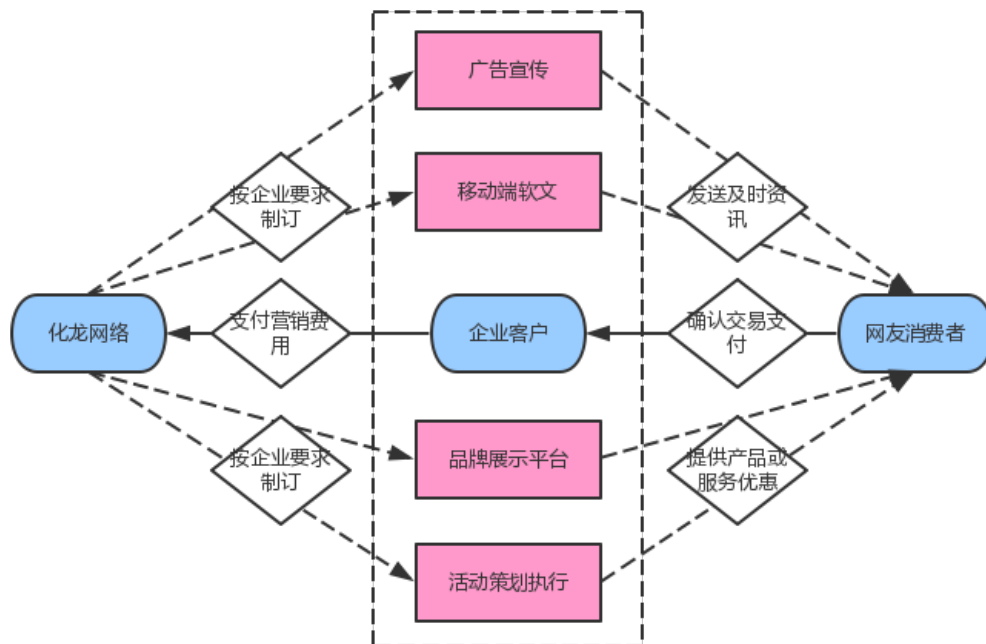 广告宣传
按企业要求
制订
移动端软文
发送及时资
讯
化龙网络
支付营销费
用
企业客户
确认交易支
付
网友消费者
按企业要求
制订
品牌展示平台
提供产品或
服务优惠
活动策划执行